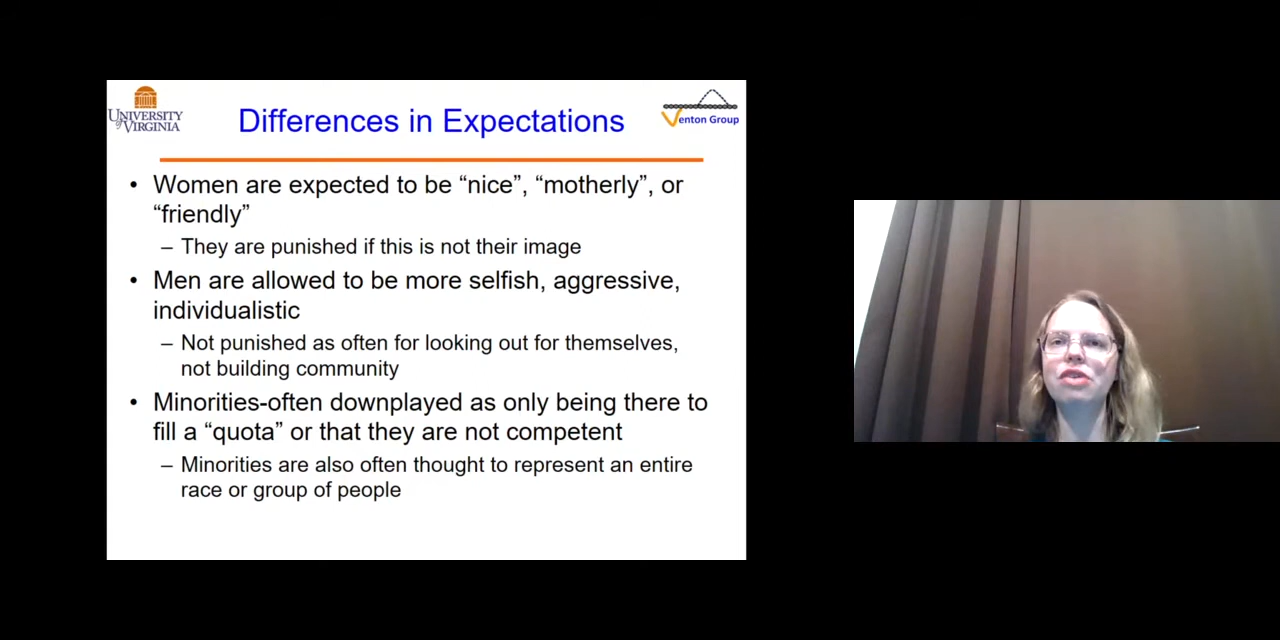 UNIVERSITY
of VIRGINIA
Differences in Expectations
Venton Group
• Women are expected to be “nice”, “motherly”, or
“friendly”
– They are punished if this is not their image
• Men are allowed to be more selfish, aggressive,
individualistic
– Not punished as often for looking out for themselves,
not building community
• Minorities-often downplayed as only being there to
fill a “quota” or that they are not competent
– Minorities are also often thought to represent an entire
race or group of people